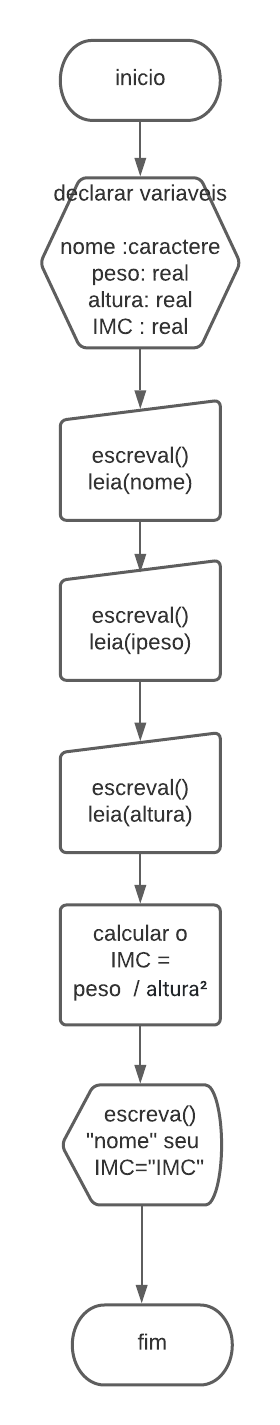 inicio
declarar variaveis
nome :caractere
peso: real
altura: real
IMC : real
escreval()
leia(nome)
escreval()
leia(ipeso)
escreval()
leia(altura)
calcular o
IMC =
peso  / altura²
escreva()
"nome" seu
IMC="IMC"
fim